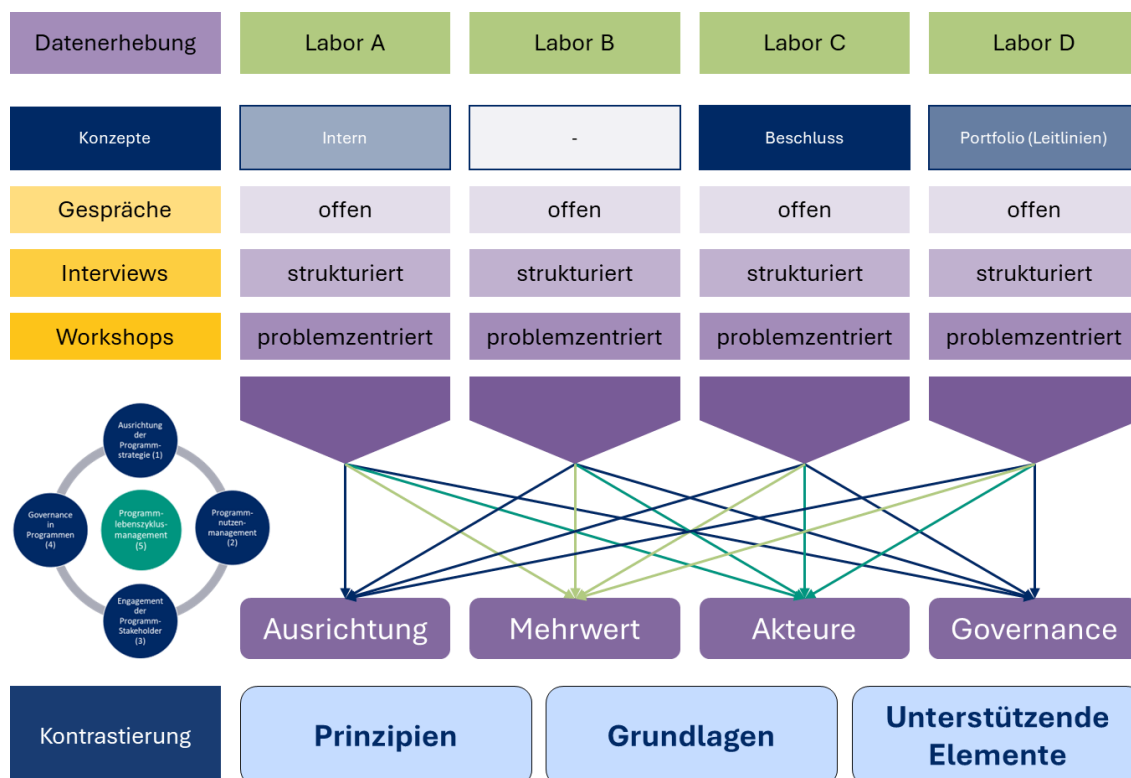 Datenerhebung
Labor A
Labor B
Labor C
Labor D
Konzepte
Intern
-
Beschluss
Portfolio (Leitlinien)
Gespräche
offen
offen
offen
offen
Interviews
strukturiert
strukturiert
strukturiert
strukturiert
Workshops
problemzentriert
problemzentriert
problemzentriert
problemzentriert
Ausrichtung
der
Programm-
strategie (1)
Governance
in
Programmen
(4)
Programm-
lebenszyklus-
management
(5)
Programm-
nutzen-
management
(2)
Engagement
der
Programm-
Stakeholder
(3)
Ausrichtung
Mehrwert
Akteure
Governance
Kontrastierung
Prinzipien
Grundlagen
Unterstützende
Elemente